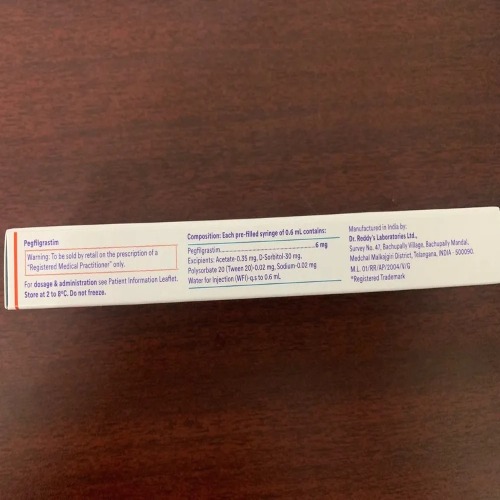 Pegfilgrastim
Warning: To be sold by retail on the prescription of a
"Registered Medical Practitioner" only.
For dosage & administration see Patient Information Leaflet.
Store at 2 to 8°C. Do not freeze.
Composition: Each pre-filled syringe of 0.6 mL contains:
Pegfilgrastim..................................................6 mg
Excipients: Acetate-0.35 mg, D-Sorbitol-30 mg,
Polysorbate 20 (Tween 20)-0.02 mg, Sodium-0.02 mg
Water for Injection (WFI)-q.s to 0.6 mL
Manufactured in India by:
Dr. Reddy's Laboratories Ltd.,
Survey No. 47, Bachupally Village, Bachupally Mandal,
Medchal Malkajgiri District, Telangana, INDIA - 500090.
M.L. 01/RR/AP/2004/V/G
*Registered Trademark